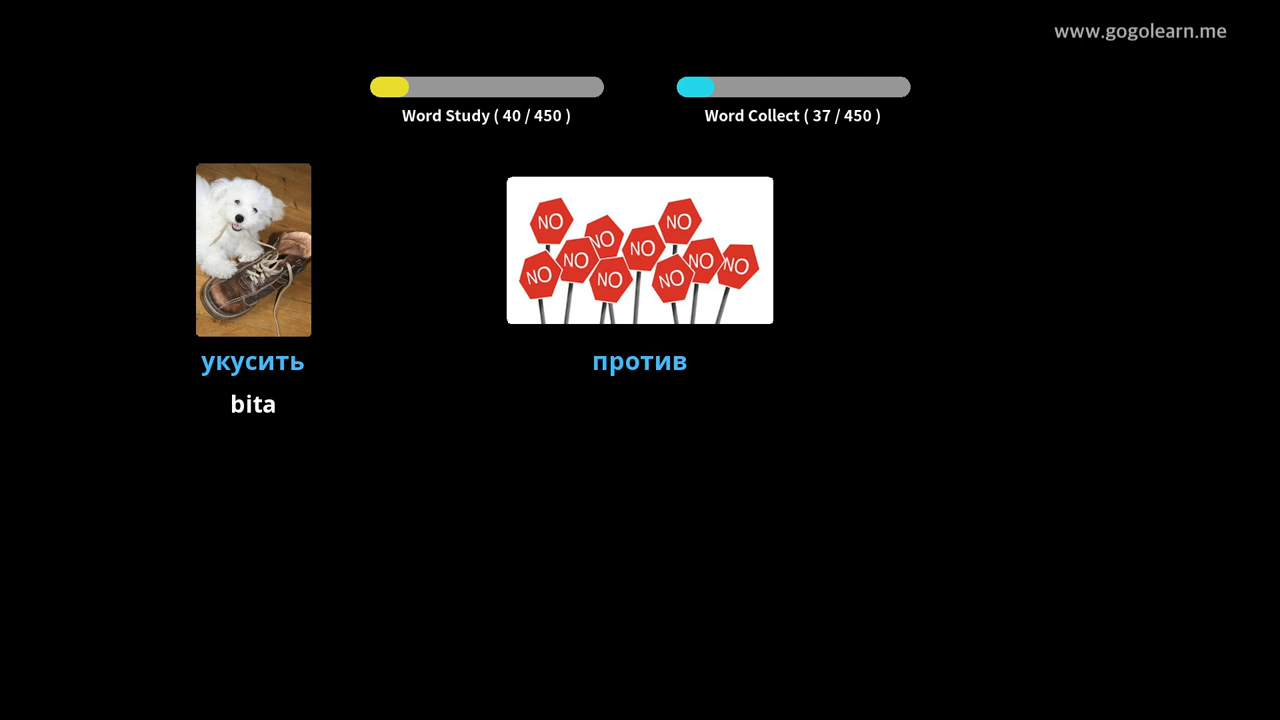 www.gogolearn.me
Word Study ( 40 / 450 )
Word Collect ( 37 / 450 )
NO
NO
NO
NO
NO
NO
NO
NO
NO
NO
укусить
против
bita